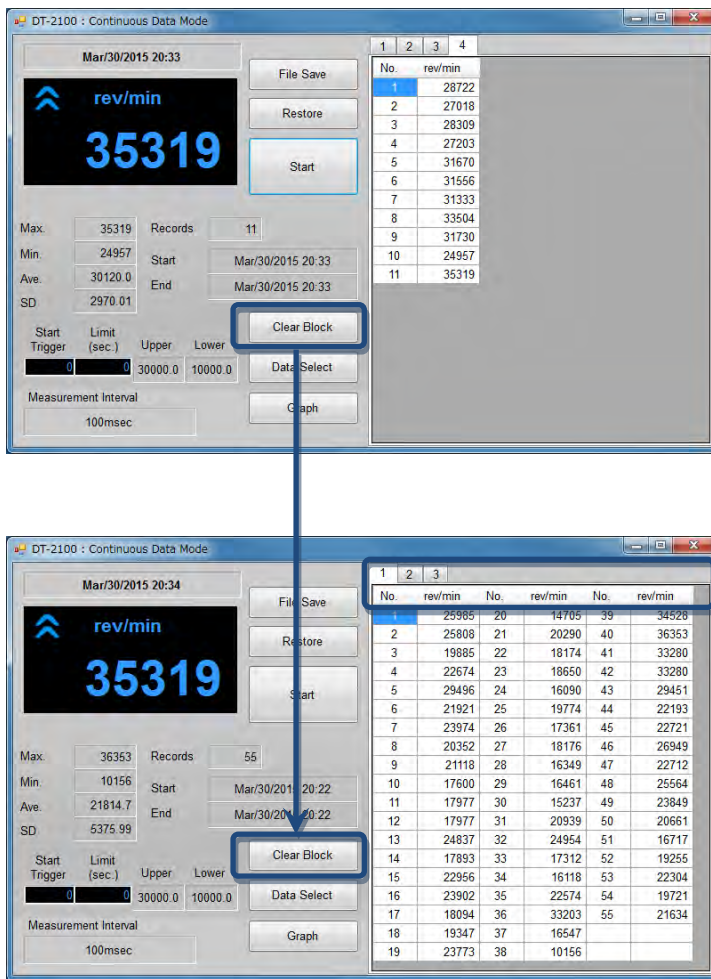 DT-2100 : Continuous Data Mode
Mar/30/2015 20:33
rev/min
35319
File Save
Restore
Start
Max. 35319 Records 11
Min. 24957 Start Mar/30/2015 20:33
Ave. 30120.0 End Mar/30/2015 20:33
SD 2970.01
Start Trigger Limit (sec.) Upper Lower
0 0 30000.0 10000.0
Measurement Interval
100msec
Clear Block
Data Select
Graph
1 2 3 4
No. rev/min
1 28722
2 27018
3 28309
4 27203
5 31670
6 31556
7 31333
8 33504
9 31730
10 24957
11 35319
DT-2100 : Continuous Data Mode
Mar/30/2015 20:34
rev/min
35319
File Save
Restore
Start
Max. 36353 Records 55
Min. 10156 Start Mar/30/2015 20:22
Ave. 21814.7 End Mar/30/2015 20:22
SD 5375.99
Start Trigger Limit (sec.) Upper Lower
0 0 30000.0 10000.0
Measurement Interval
100msec
Clear Block
Data Select
Graph
1 2 3
No. rev/min No. rev/min No. rev/min
1 25985 20 14705 39 34528
2 25808 21 20290 40 36353
3 19885 22 18174 41 33280
4 22674 23 18650 42 33280
5 29496 24 16090 43 29451
6 21921 25 19774 44 22193
7 23974 26 17361 45 22721
8 20352 27 18176 46 26949
9 21118 28 16349 47 22712
10 17600 29 16461 48 25564
11 17977 30 15237 49 23849
12 17977 31 20939 50 20661
13 24837 32 24954 51 16717
14 17893 33 17312 52 19255
15 22956 34 16118 53 22304
16 23902 35 22574 54 19721
17 18094 36 33203 55 21634
18 19347 37 16547
19 23773 38 10156